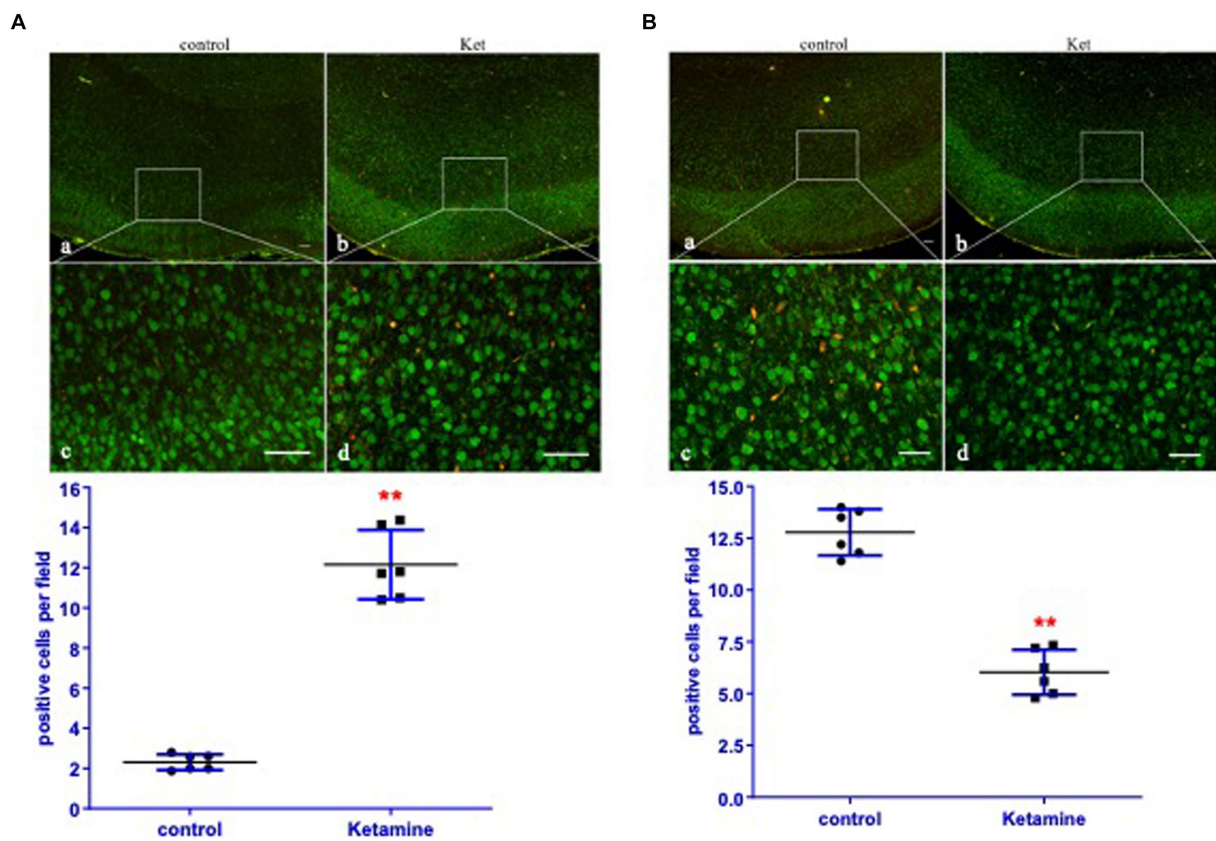 A
B
control Ket
control Ket
a b
a b
c d
c d
16
14
12
10
8
6
4
2
0
positive cells per field
**
control Ketamine
15.0
12.5
10.0
7.5
5.0
2.5
0.0
positive cells per field
**
control Ketamine